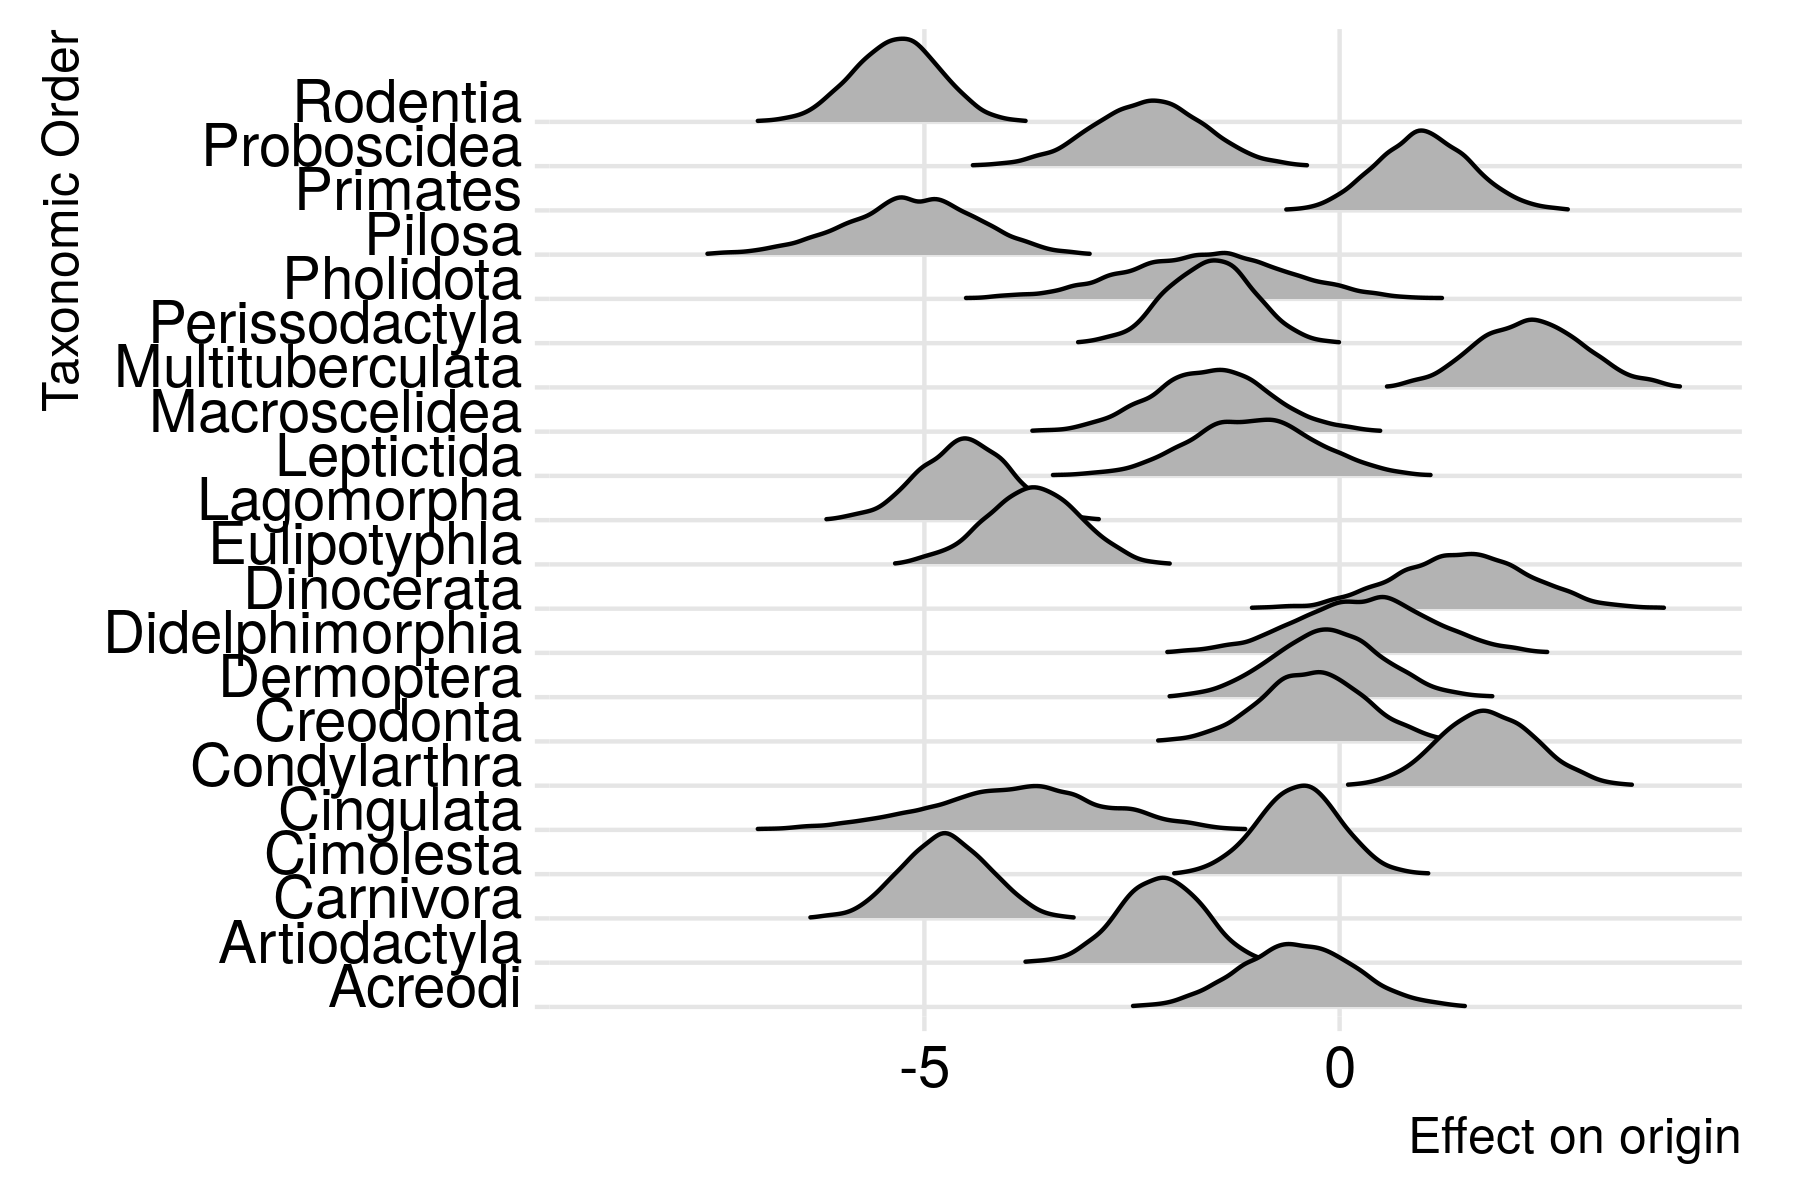 Taxonomic Order
Rodentia
Proboscidea
Primates
Pilosa
Pholidota
Perissodactyla
Multituberculata
Macroscelidea
Leptictida
Lagomorpha
Eulipotyphla
Dinocerata
Didelphimorphia
Dermoptera
Creodonta
Condylarthra
Cingulata
Cimolesta
Carnivora
Artiodactyla
Acreodi
-5 0
Effect on origin